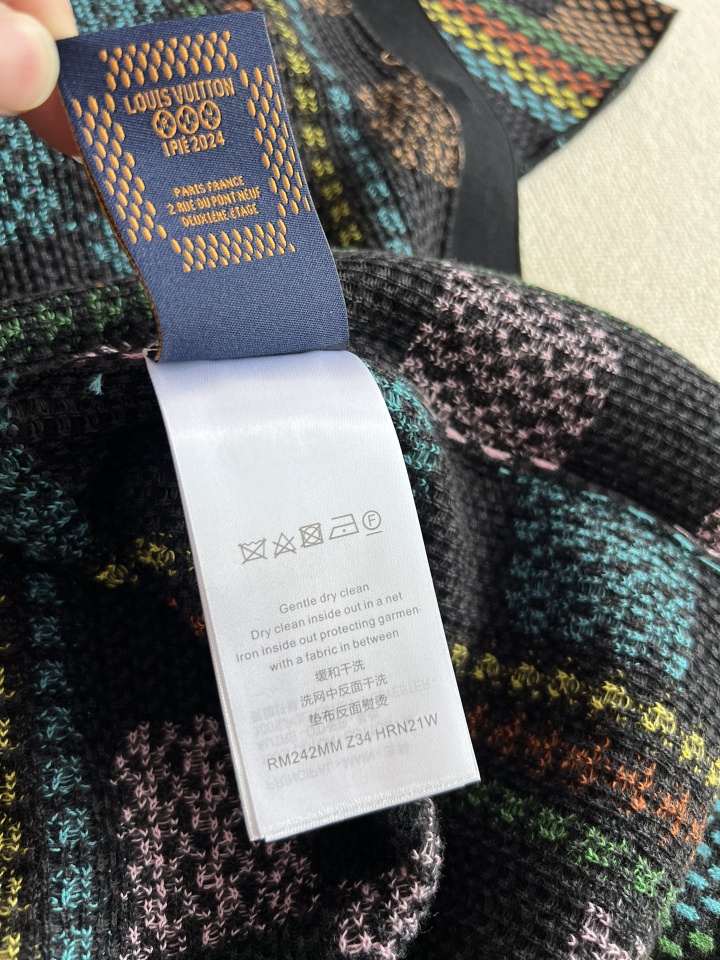 LOUIS VUITTON
1 PIÈ 2024
PARIS FRANCE
2 RUE DU PONT NEUF
DEUXIÈME ÉTAGE
F
Gentle dry clean
Dry clean inside out in a net
Iron inside out protecting garmen
with a fabric in between
缓和干洗
洗网中反面干洗
垫布反面熨烫
RM242MM Z34 HRN21W